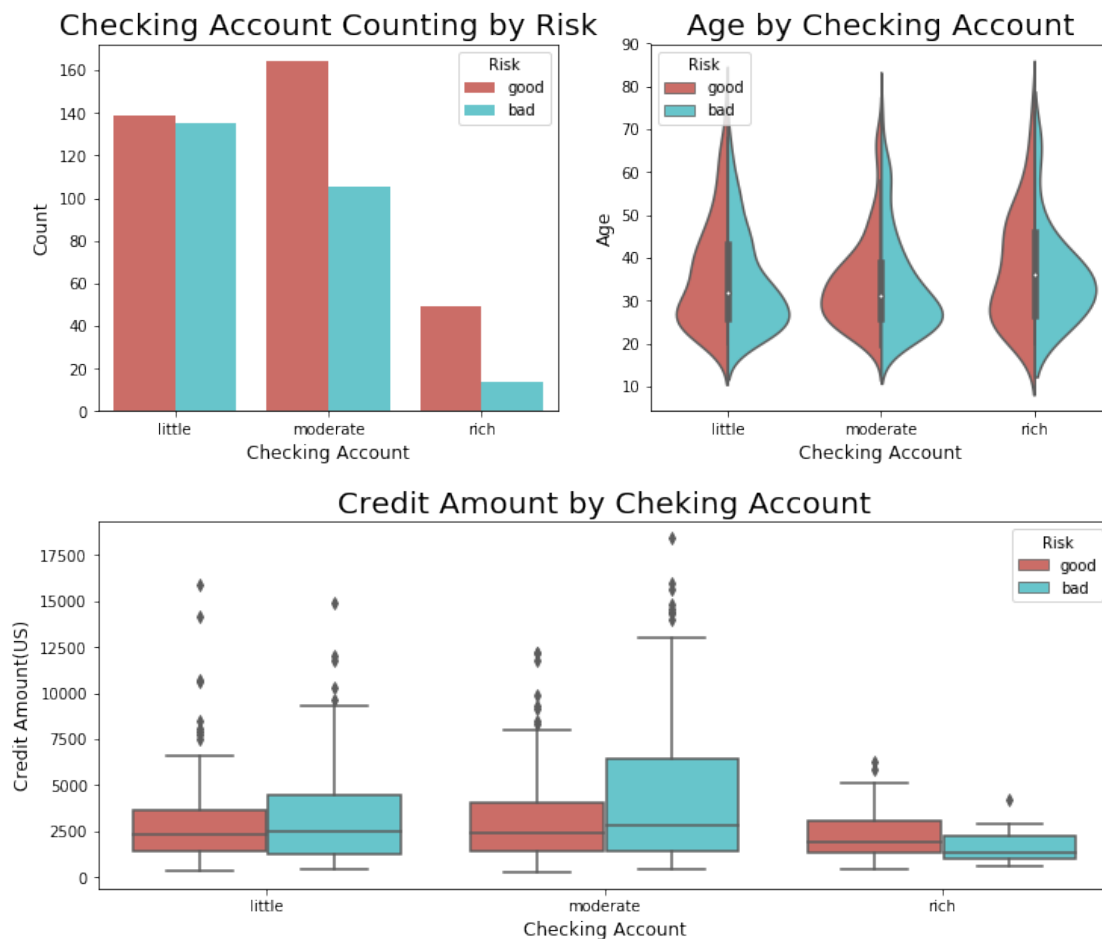 Checking Account Counting by Risk
Count
160
140
120
100
80
60
40
20
0
Risk
good
bad
little
moderate
rich
Checking Account
Age by Checking Account
Age
90
80
70
60
50
40
30
20
10
Risk
good
bad
little
moderate
rich
Checking Account
Credit Amount by Cheking Account
Credit Amount(US)
17500
15000
12500
10000
7500
5000
2500
0
Risk
good
bad
little
moderate
rich
Checking Account